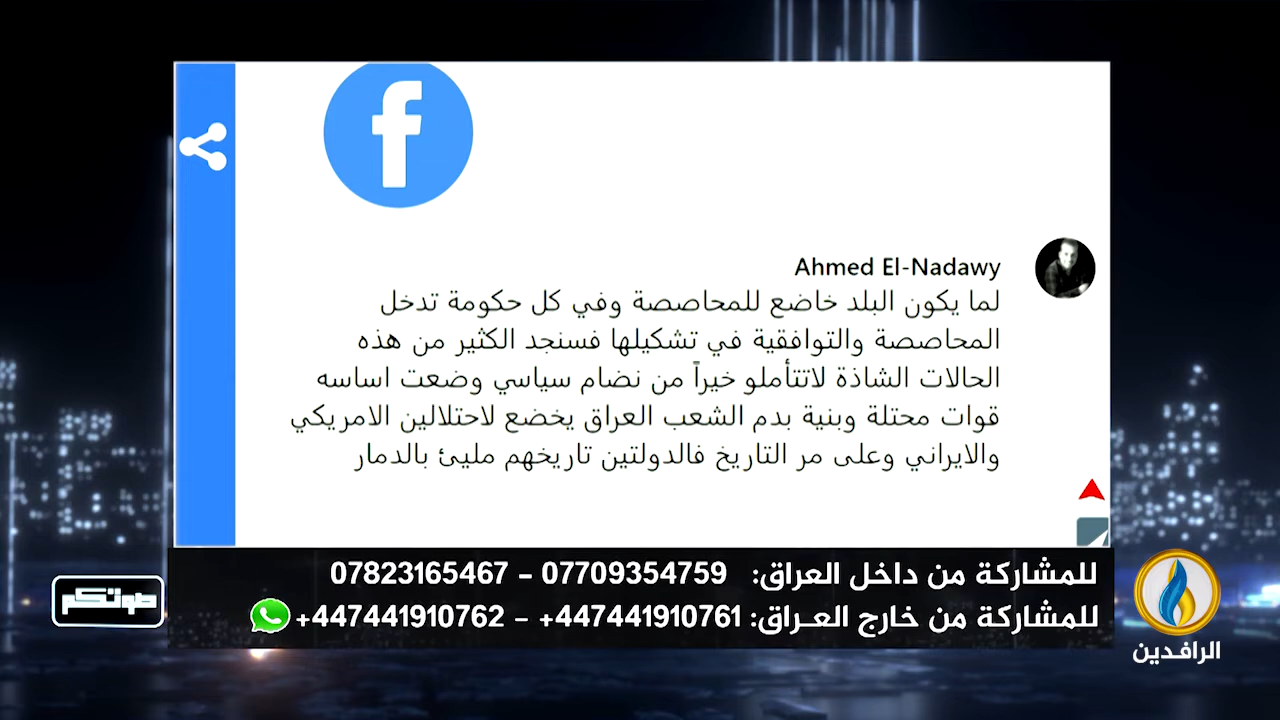 Ahmed El-Nadawy
لما يكون البلد خاضع للمحاصصة وفي كل حكومة تدخل
المحاصصة والتوافقية في تشكيلها فسنجد الكثير من هذه
الحالات الشاذة لاتتأملو خيراً من نضام سياسي وضعت اساسه
قوات محتلة وبنية بدم الشعب العراق يخضع لاحتلالين الامريكي
والايراني وعلى مر التاريخ فالدولتين تاريخهم مليئ بالدمار
للمشاركة من داخل العراق: 07709354759 - 07823165467
للمشاركة من خارج العـراق: 447441910761+ - 447441910762+
صوتكم
الرافدين